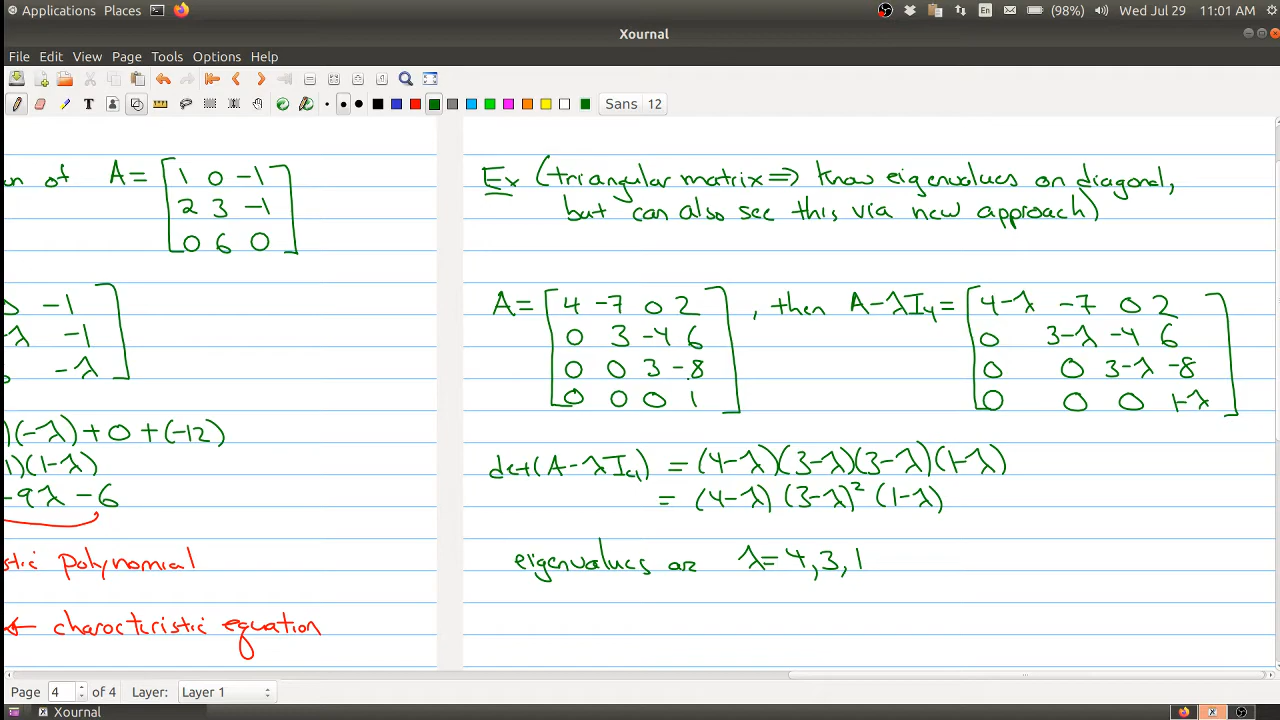 Applications Places En (98%) Wed Jul 29 11:01 AM
Xournal
File Edit View Page Tools Options Help
Sans 12
of A= [1 0 -1
2 3 -1
0 6 0]
-1
-λ -1
-λ]
)(-λ)+0+(-12)
1)(1-λ)
-9λ-6
polynomial
← characteristic equation
Ex (triangular matrix ⇒ know eigenvalues on diagonal,
but can also see this via new approach)
A= [4 -7 0 2
0 3 -4 6
0 0 3 -8
0 0 0 1]
, then A-λI₄= [4-λ -7 0 2
0 3-λ -4 6
0 0 3-λ -8
0 0 0 1-λ]
det(A-λI₄) = (4-λ)(3-λ)(3-λ)(1-λ)
= (4-λ)(3-λ)²(1-λ)
eigenvalues are λ=4,3,1
Page 4 of 4 Layer: Layer 1
Xournal